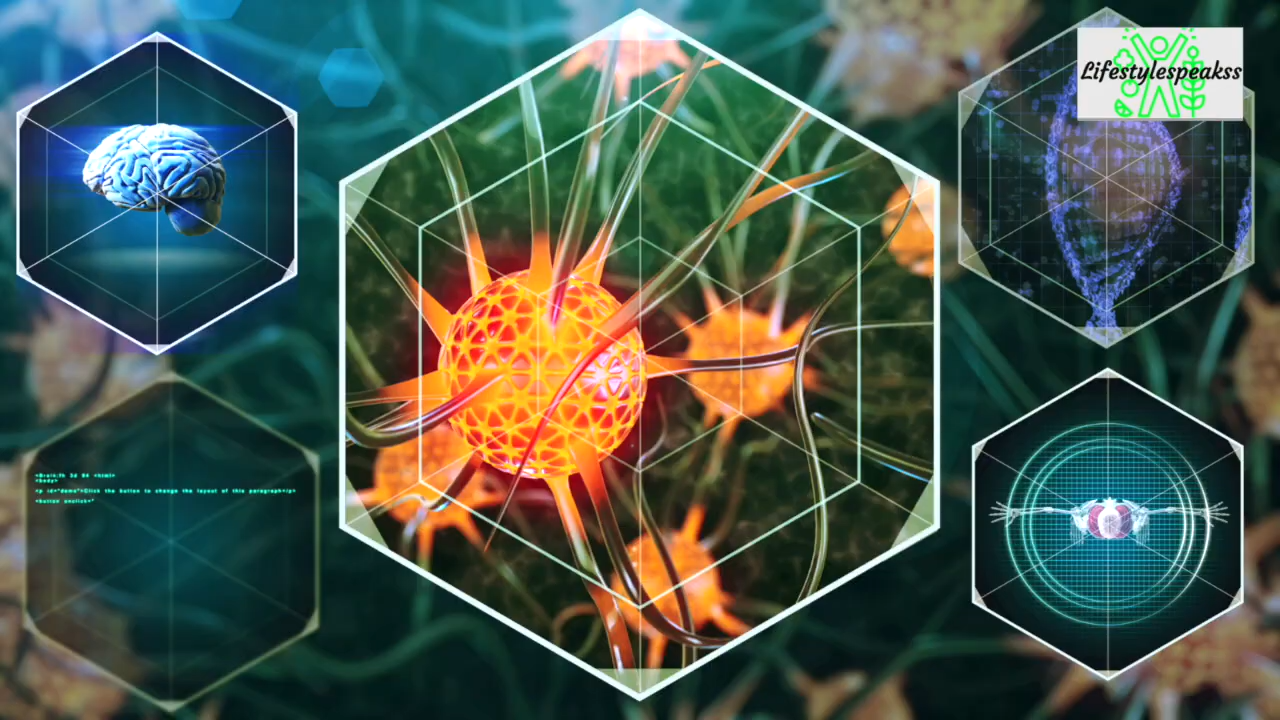 Lifestylespeakss
<body>
<p id="demo">Click the button to change the layout of this paragraph</p>